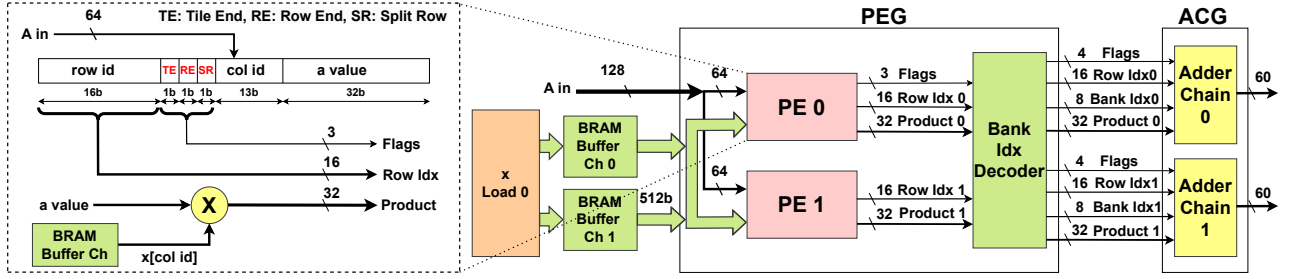 TE: Tile End, RE: Row End, SR: Split Row
64
A in
row id
TE
RE
SR
col id
a value
16b
1b
1b
1b
13b
32b
3
Flags
16
Row Idx
a value
X
32
Product
BRAM
Buffer Ch
x[col id]
PEG
ACG
A in
128
64
64
x
Load 0
BRAM
Buffer
Ch 0
BRAM
Buffer
Ch 1
512b
PE 0
PE 1
3 Flags
16 Row Idx 0
32 Product 0
16 Row Idx 1
32 Product 1
Bank
Idx
Decoder
4 Flags
16 Row Idx0
8 Bank Idx0
32 Product 0
4 Flags
16 Row Idx1
8 Bank Idx1
32 Product 1
Adder
Chain
0
60
Adder
Chain
1
60